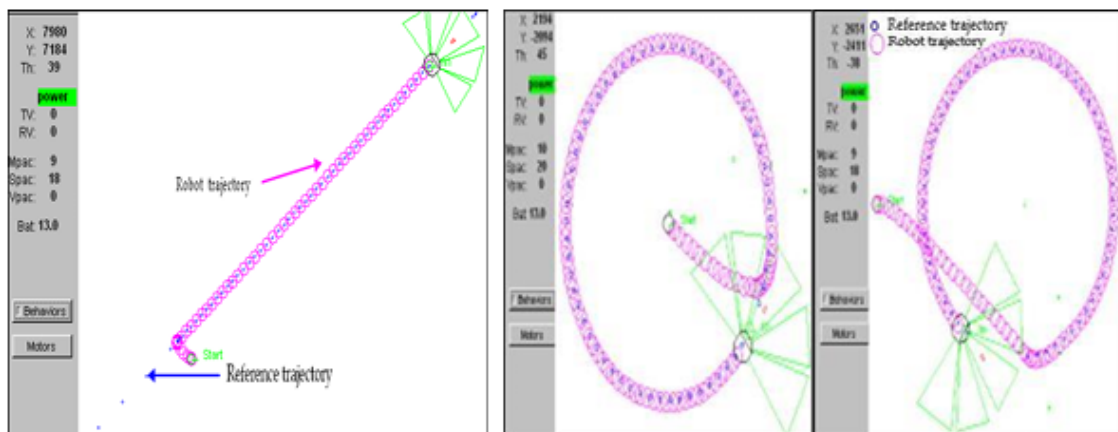 X: 7980
Y: 7184
Th: 39
power
TV: 0
RV: 0
Mpac: 9
Spac: 18
Vpac: 0
Bat: 13.0
Behaviors
Motors
Robot trajectory
Start
Reference trajectory
X: 2194
Y: -2094
Th: 45
power
TV: 0
RV: 0
Mpac: 10
Spac: 20
Vpac: 0
Bat: 13.0
Behaviors
Motors
Start
X: 2651
Y: -2411
Th: -38
power
TV: 0
RV: 0
Mpac: 9
Spac: 18
Vpac: 0
Bat: 13.0
Behaviors
Motors
Reference trajectory
Robot trajectory
Start